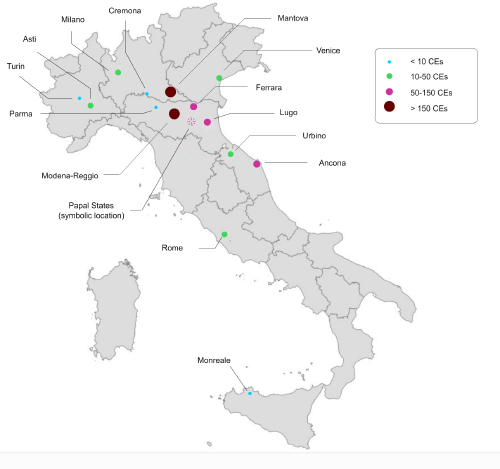 Cremona
Milano
Mantova
Asti
Venice
Turin
Ferrara
Parma
Lugo
Urbino
Ancona
Modena-Reggio
Papal States
(symbolic location)
Rome
Monreale
< 10 CEs
10-50 CEs
50-150 CEs
> 150 CEs